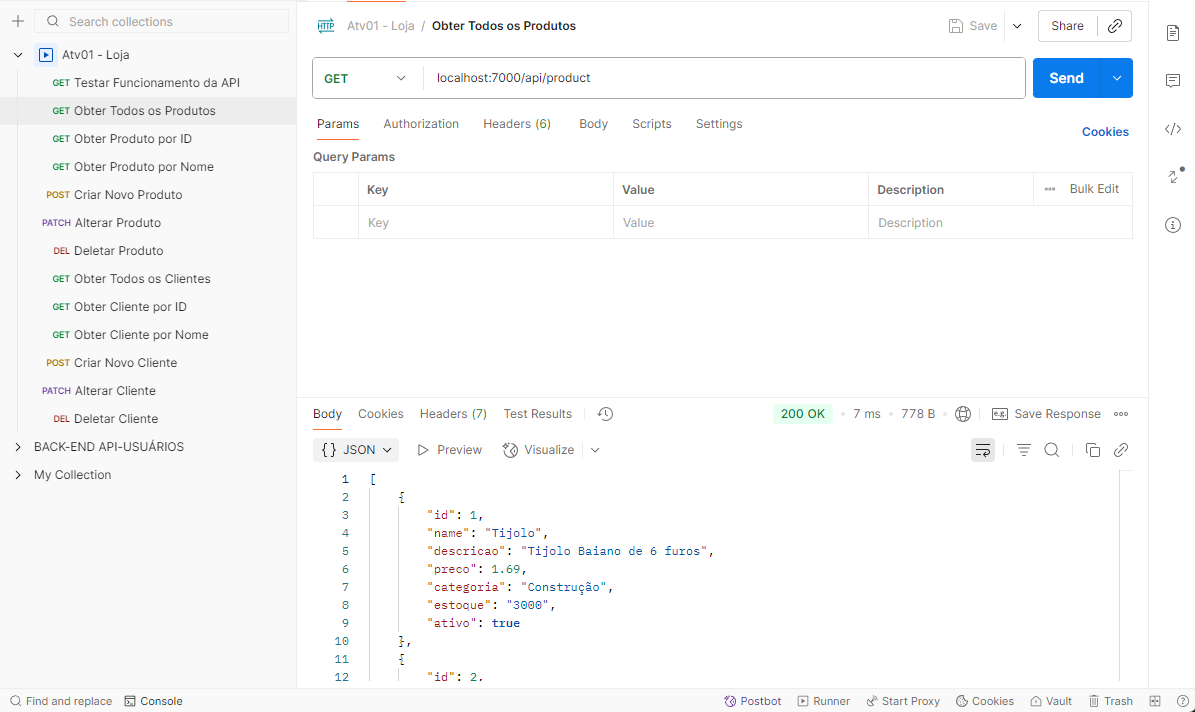 Search collections
Atv01 - Loja
GET Testar Funcionamento da API
GET Obter Todos os Produtos
GET Obter Produto por ID
GET Obter Produto por Nome
POST Criar Novo Produto
PATCH Alterar Produto
DEL Deletar Produto
GET Obter Todos os Clientes
GET Obter Cliente por ID
GET Obter Cliente por Nome
POST Criar Novo Cliente
PATCH Alterar Cliente
DEL Deletar Cliente
BACK-END API-USUÁRIOS
My Collection
HTTP Atv01 - Loja / Obter Todos os Produtos Save Share
GET localhost:7000/api/product Send
Params Authorization Headers (6) Body Scripts Settings Cookies
Query Params
Key Value Description Bulk Edit
Key Value Description
Body Cookies Headers (7) Test Results 200 OK • 7 ms • 778 B • e.g. Save Response
{} JSON Preview Visualize
1 [
2 {
3 "id": 1,
4 "name": "Tijolo",
5 "descricao": "Tijolo Baiano de 6 furos",
6 "preco": 1.69,
7 "categoria": "Construção",
8 "estoque": "3000",
9 "ativo": true
10 },
11 {
12 "id": 2,
Find and replace Console Postbot Runner Start Proxy Cookies Vault Trash